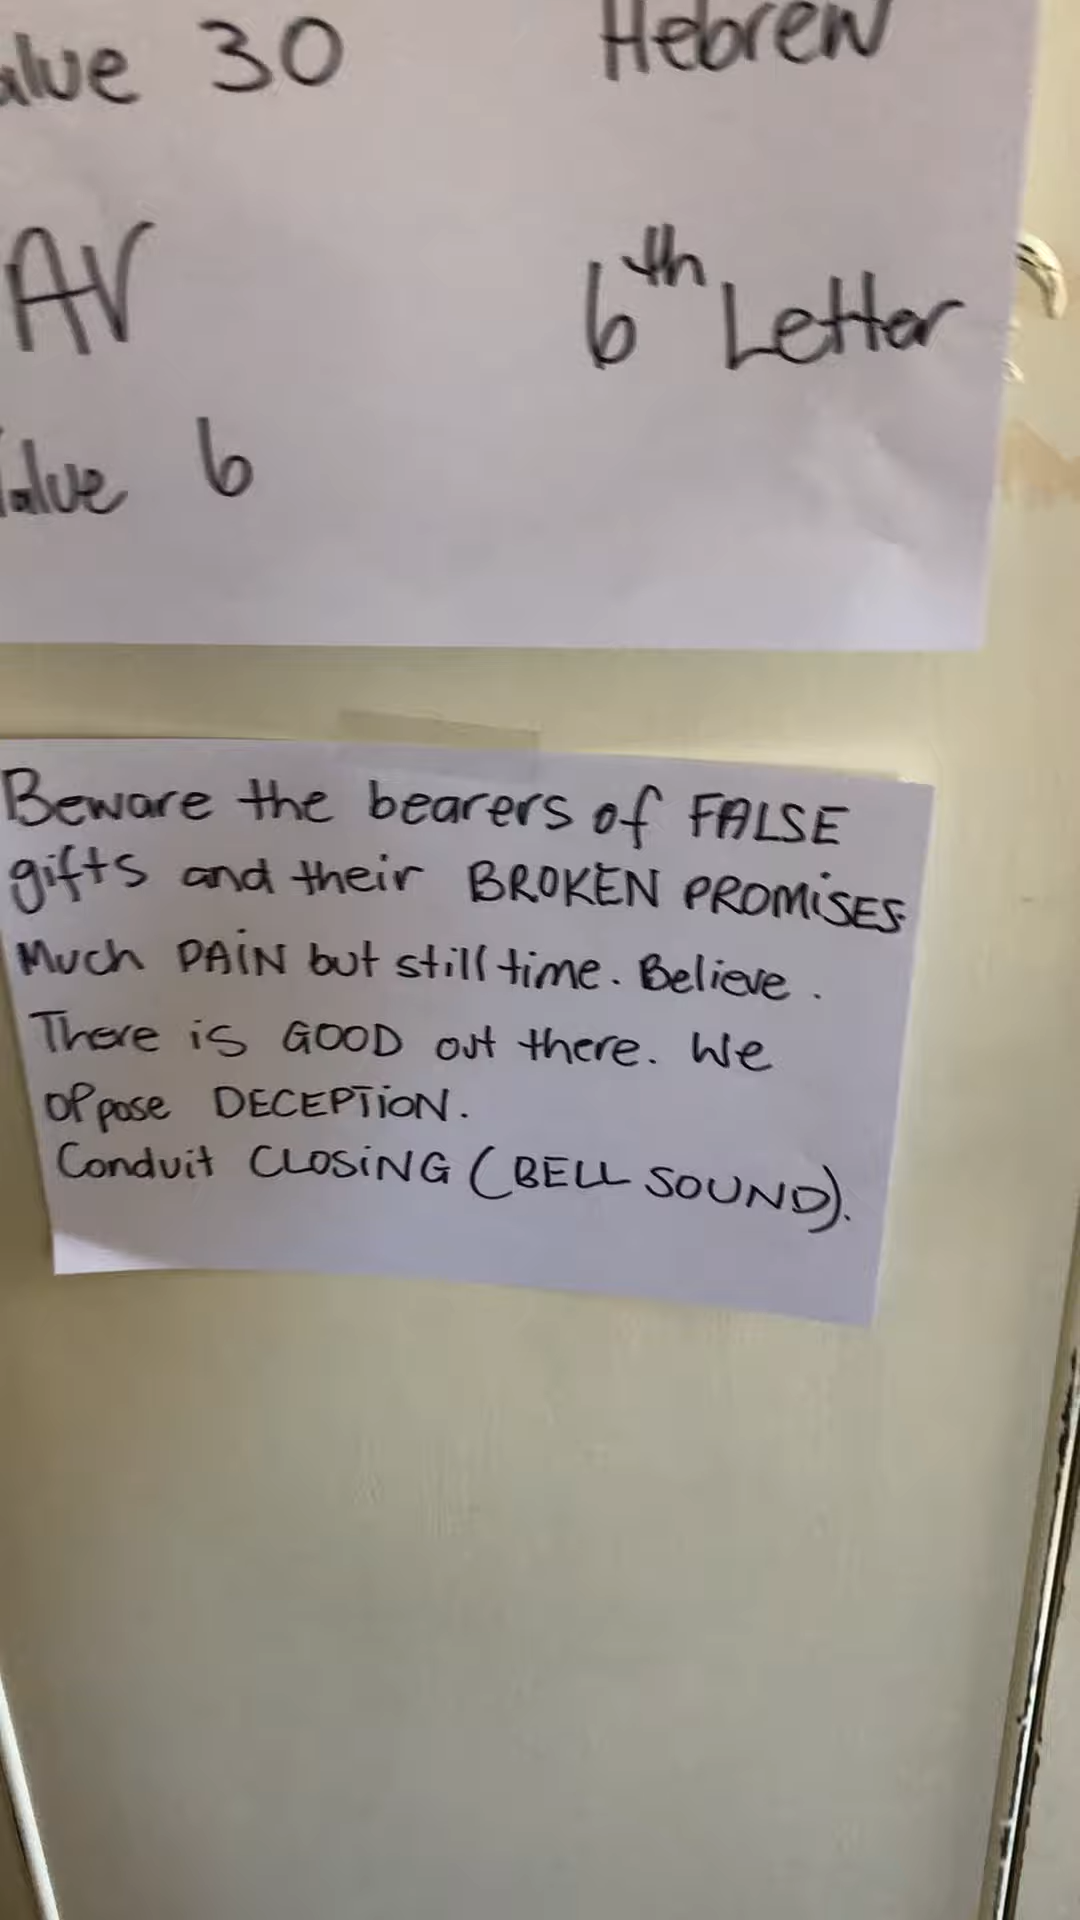 alue 30 Hebrew
AV 6th Letter
Value 6
Beware the bearers of FALSE
gifts and their BROKEN PROMiSES.
Much PAiN but still time. Believe.
There is GOOD out there. We
oppose DECEPTiON.
Conduit CLOSiNG (BELL SOUND).